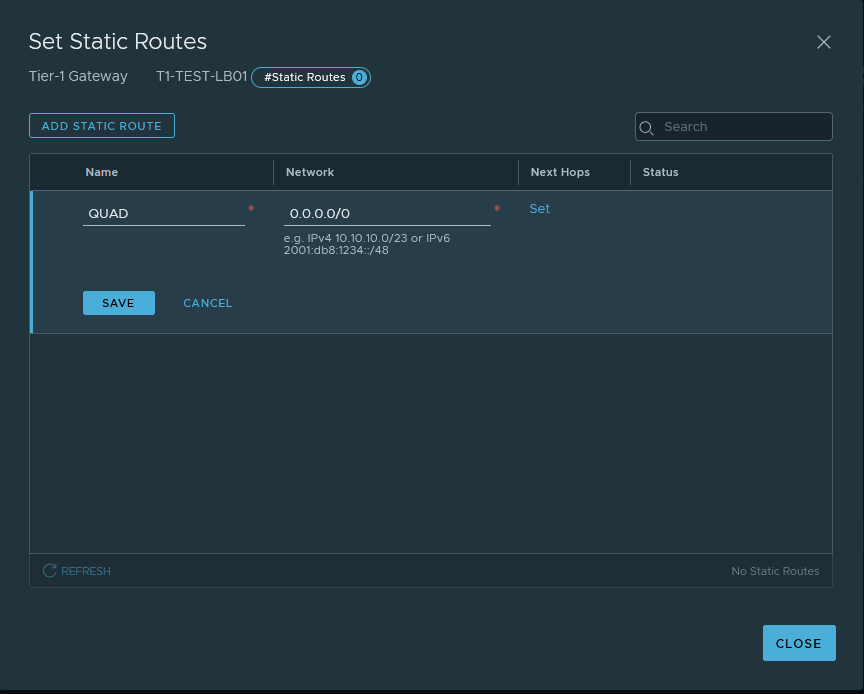 Set Static Routes
Tier-1 Gateway T1-TEST-LB01 #Static Routes 0
ADD STATIC ROUTE Search
Name Network Next Hops Status
QUAD * 0.0.0.0/0 * Set
e.g. IPv4 10.10.10.0/23 or IPv6
2001:db8:1234::/48
SAVE CANCEL
REFRESH No Static Routes
CLOSE